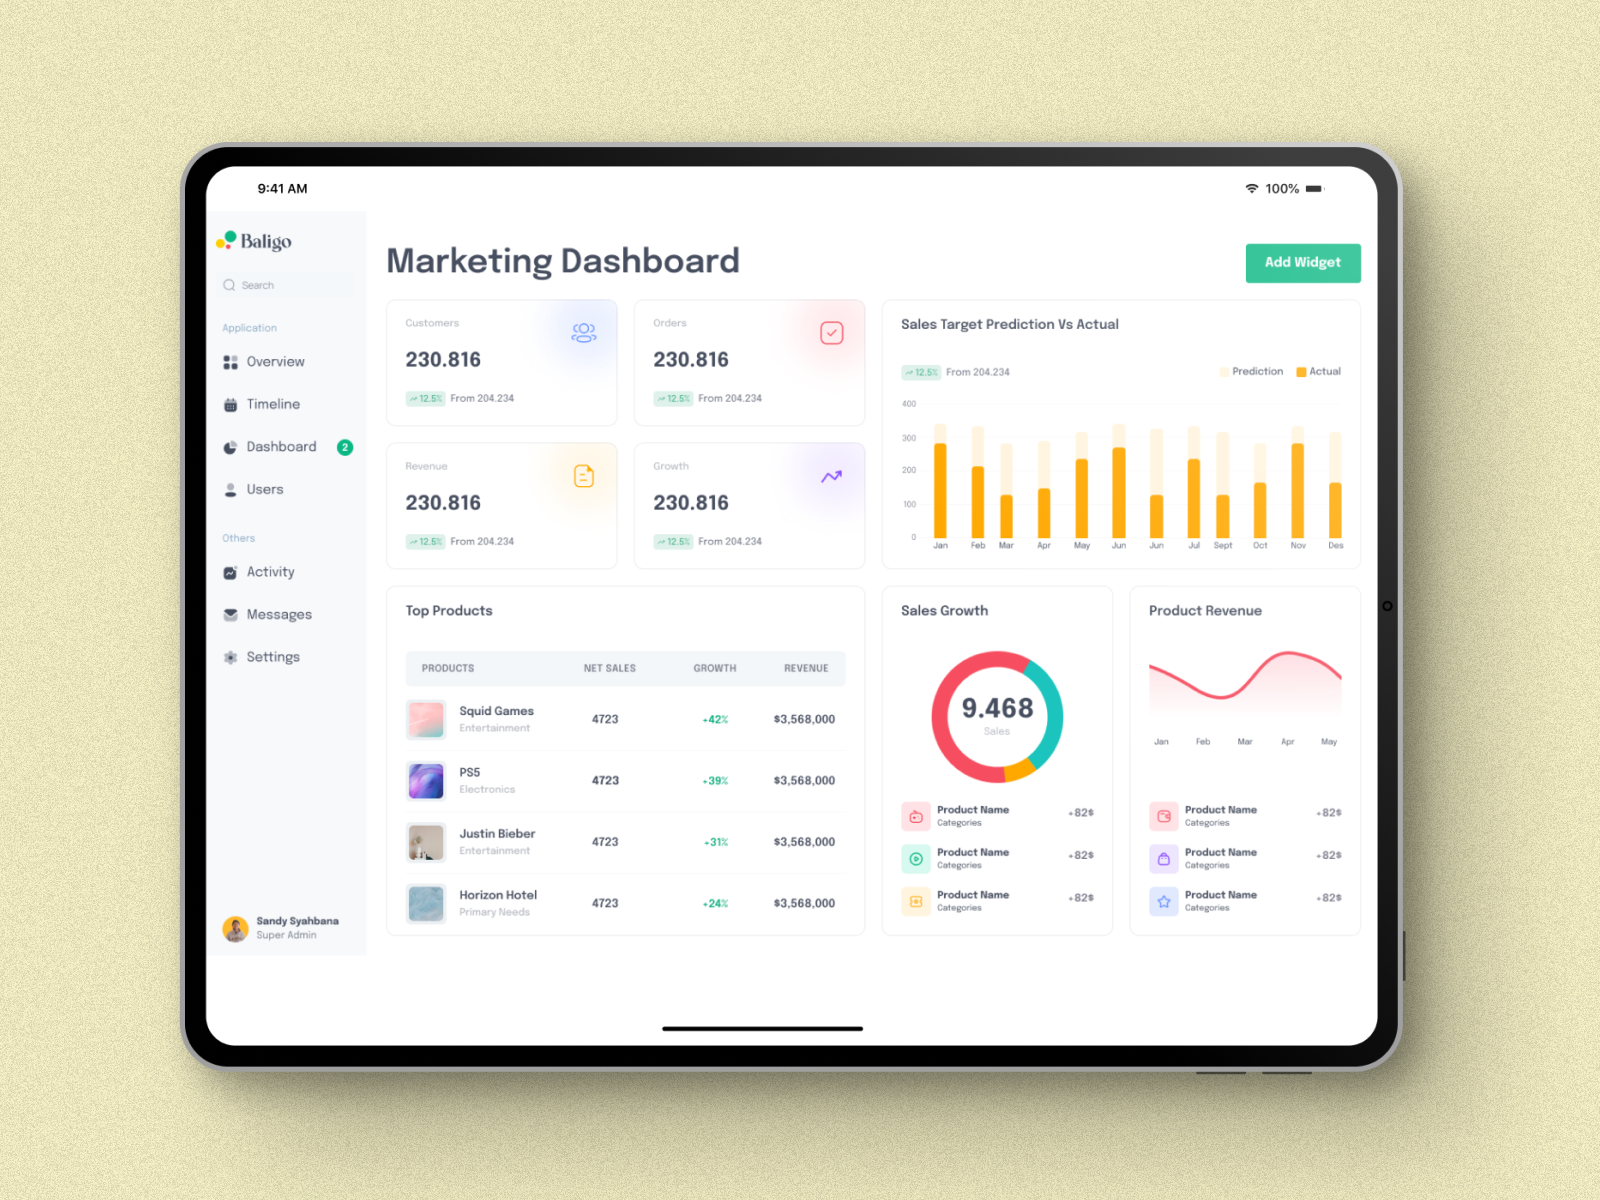 9:41 AM
100%
Baligo
Search
Application
Overview
Timeline
Dashboard 2
Users
Others
Activity
Messages
Settings
Sandy Syahbana
Super Admin
Marketing Dashboard
Add Widget
Customers
230.816
12.5% From 204.234
Orders
230.816
12.5% From 204.234
Revenue
230.816
12.5% From 204.234
Growth
230.816
12.5% From 204.234
Sales Target Prediction Vs Actual
12.5% From 204.234
Prediction Actual
400
300
200
100
0
Jan Feb Mar Apr May Jun Jun Jul Sept Oct Nov Des
Top Products
PRODUCTS NET SALES GROWTH REVENUE
Squid Games
Entertainment
4723 +42% $3,568,000
PS5
Electronics
4723 +39% $3,568,000
Justin Bieber
Entertainment
4723 +31% $3,568,000
Horizon Hotel
Primary Needs
4723 +24% $3,568,000
Sales Growth
9.468
Sales
Product Name +82$
Categories
Product Name +82$
Categories
Product Name +82$
Categories
Product Revenue
Jan Feb Mar Apr May
Product Name +82$
Categories
Product Name +82$
Categories
Product Name +82$
Categories